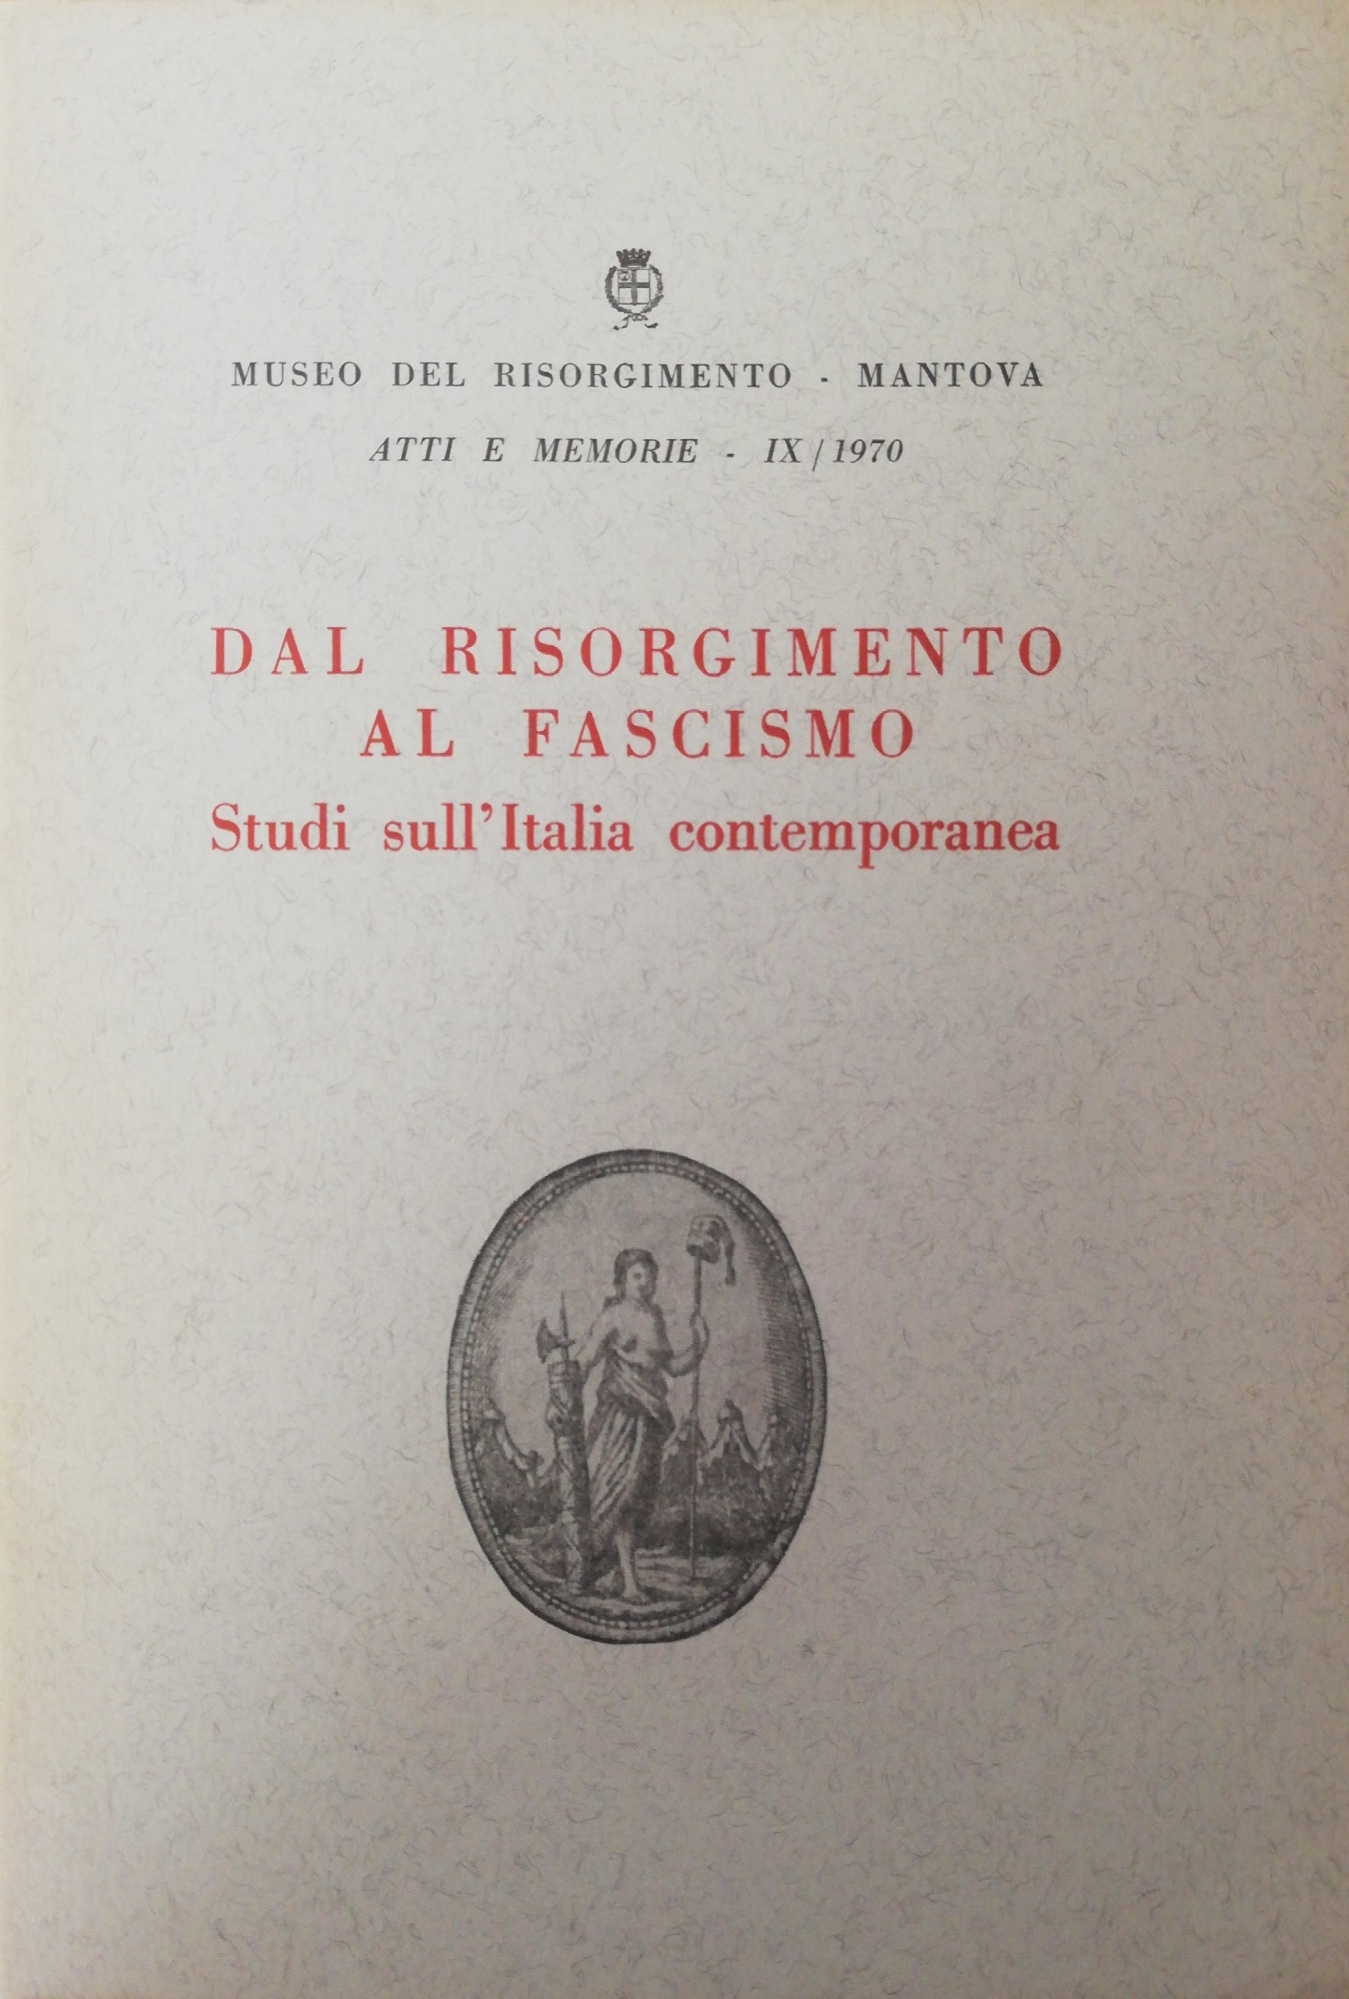 MUSEO DEL RISORGIMENTO - MANTOVA
ATTI E MEMORIE - IX/1970
DAL RISORGIMENTO
AL FASCISMO
Studi sull'Italia contemporanea